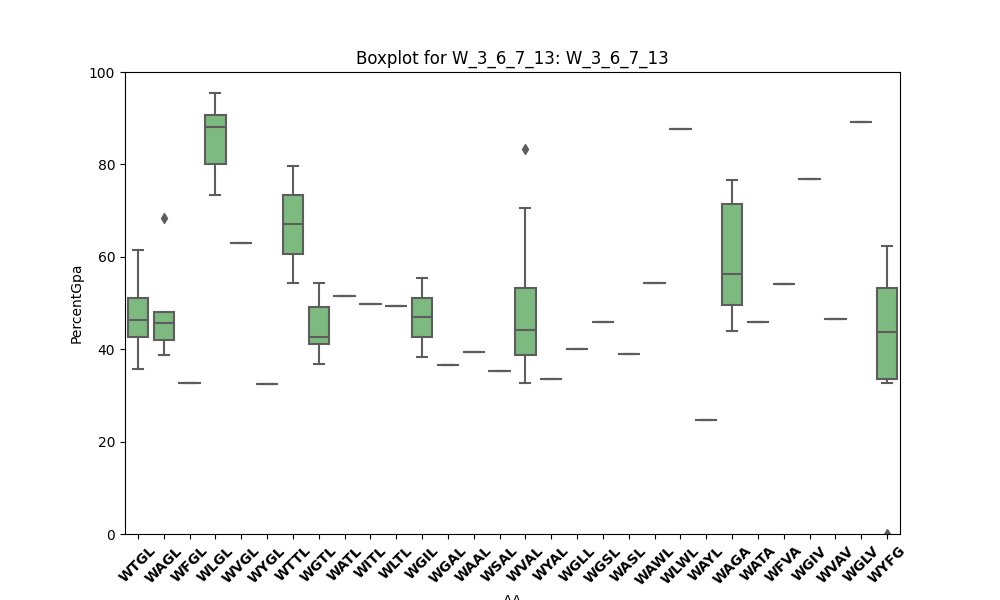 Boxplot for W_3_6_7_13: W_3_6_7_13
PercentGpa
100
80
60
40
20
0
WTGL
WAGL
WFGL
WLGL
WVGL
WYGL
WTTL
WGTL
WATL
WITL
WLTL
WGIL
WGAL
WAAL
WSAL
WVAL
WYAL
WGLL
WGSL
WASL
WAWL
WLWL
WAYL
WAGA
WATA
WFVA
WGIV
WVAV
WGLV
WYFG
AA